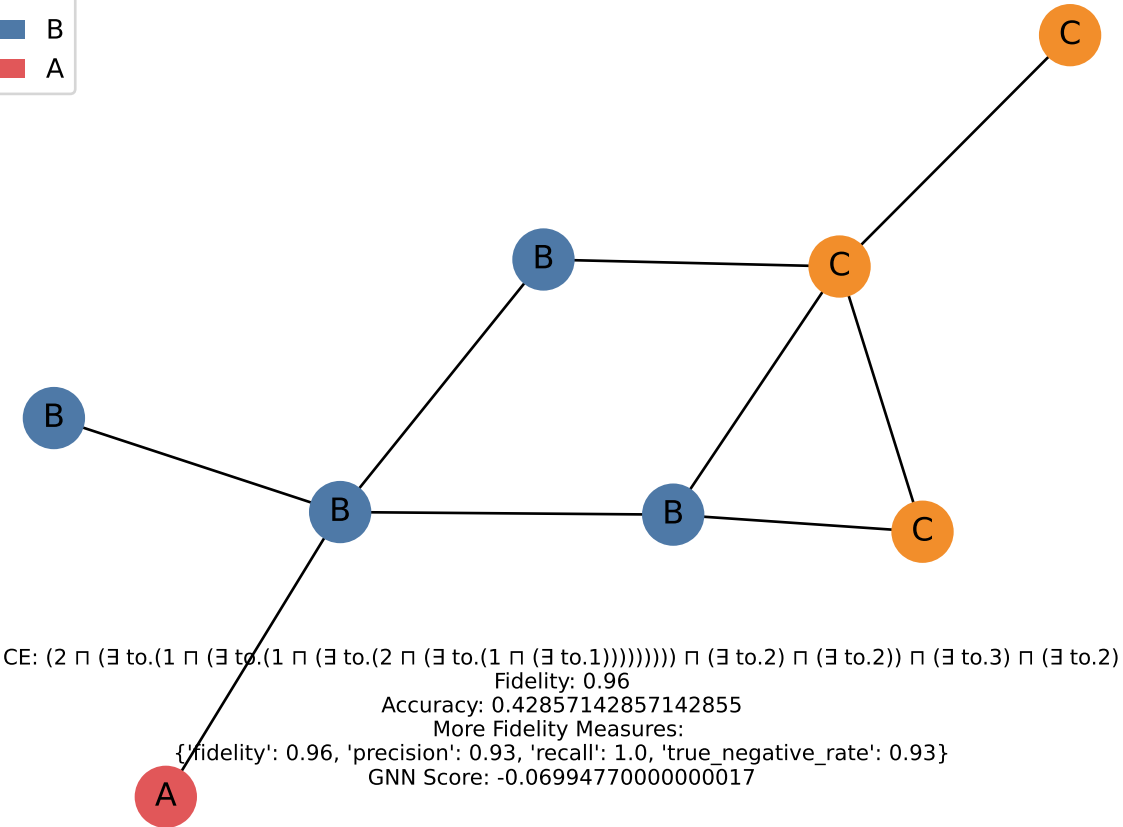 B
A
C
B
C
B
B
B
C
CE: (2 ⊓ (∃ to.(1 ⊓ (∃ to.(1 ⊓ (∃ to.(2 ⊓ (∃ to.(1 ⊓ (∃ to.1))))))))) ⊓ (∃ to.2) ⊓ (∃ to.2)) ⊓ (∃ to.3) ⊓ (∃ to.2)
Fidelity: 0.96
Accuracy: 0.42857142857142855
More Fidelity Measures:
{'fidelity': 0.96, 'precision': 0.93, 'recall': 1.0, 'true_negative_rate': 0.93}
GNN Score: -0.06994770000000017
A